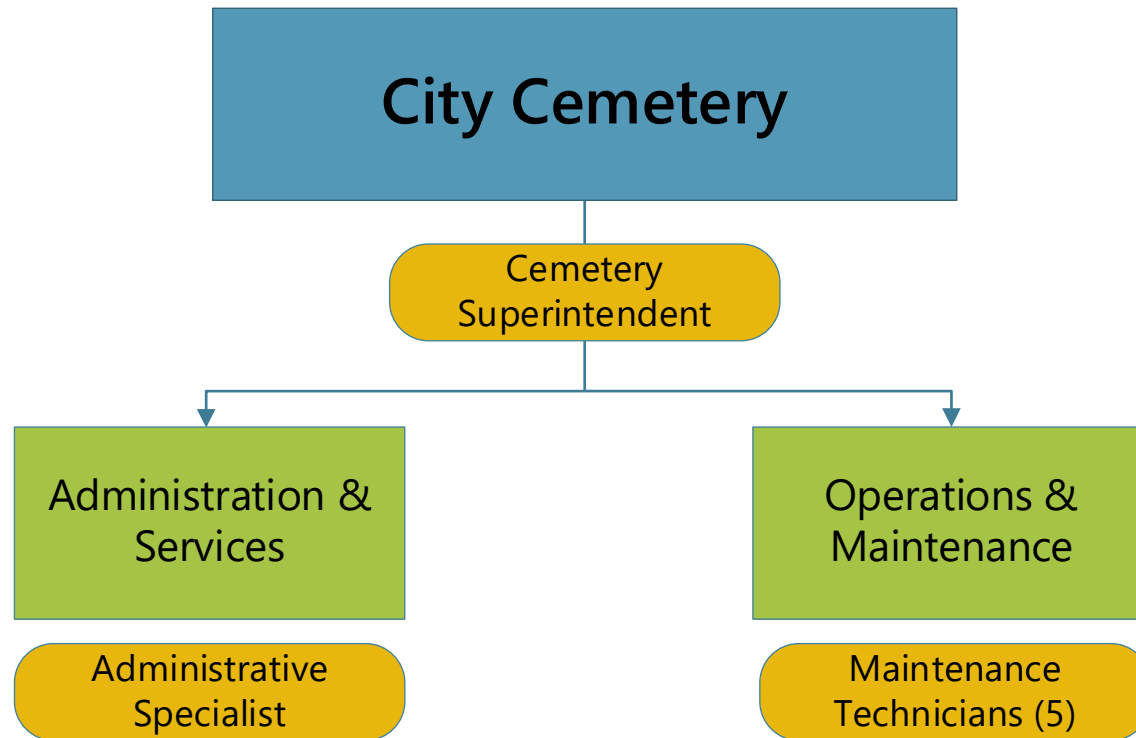 City Cemetery
Cemetery
Superintendent
Administration &
Services
Operations &
Maintenance
Administrative
Specialist
Maintenance
Technicians (5)